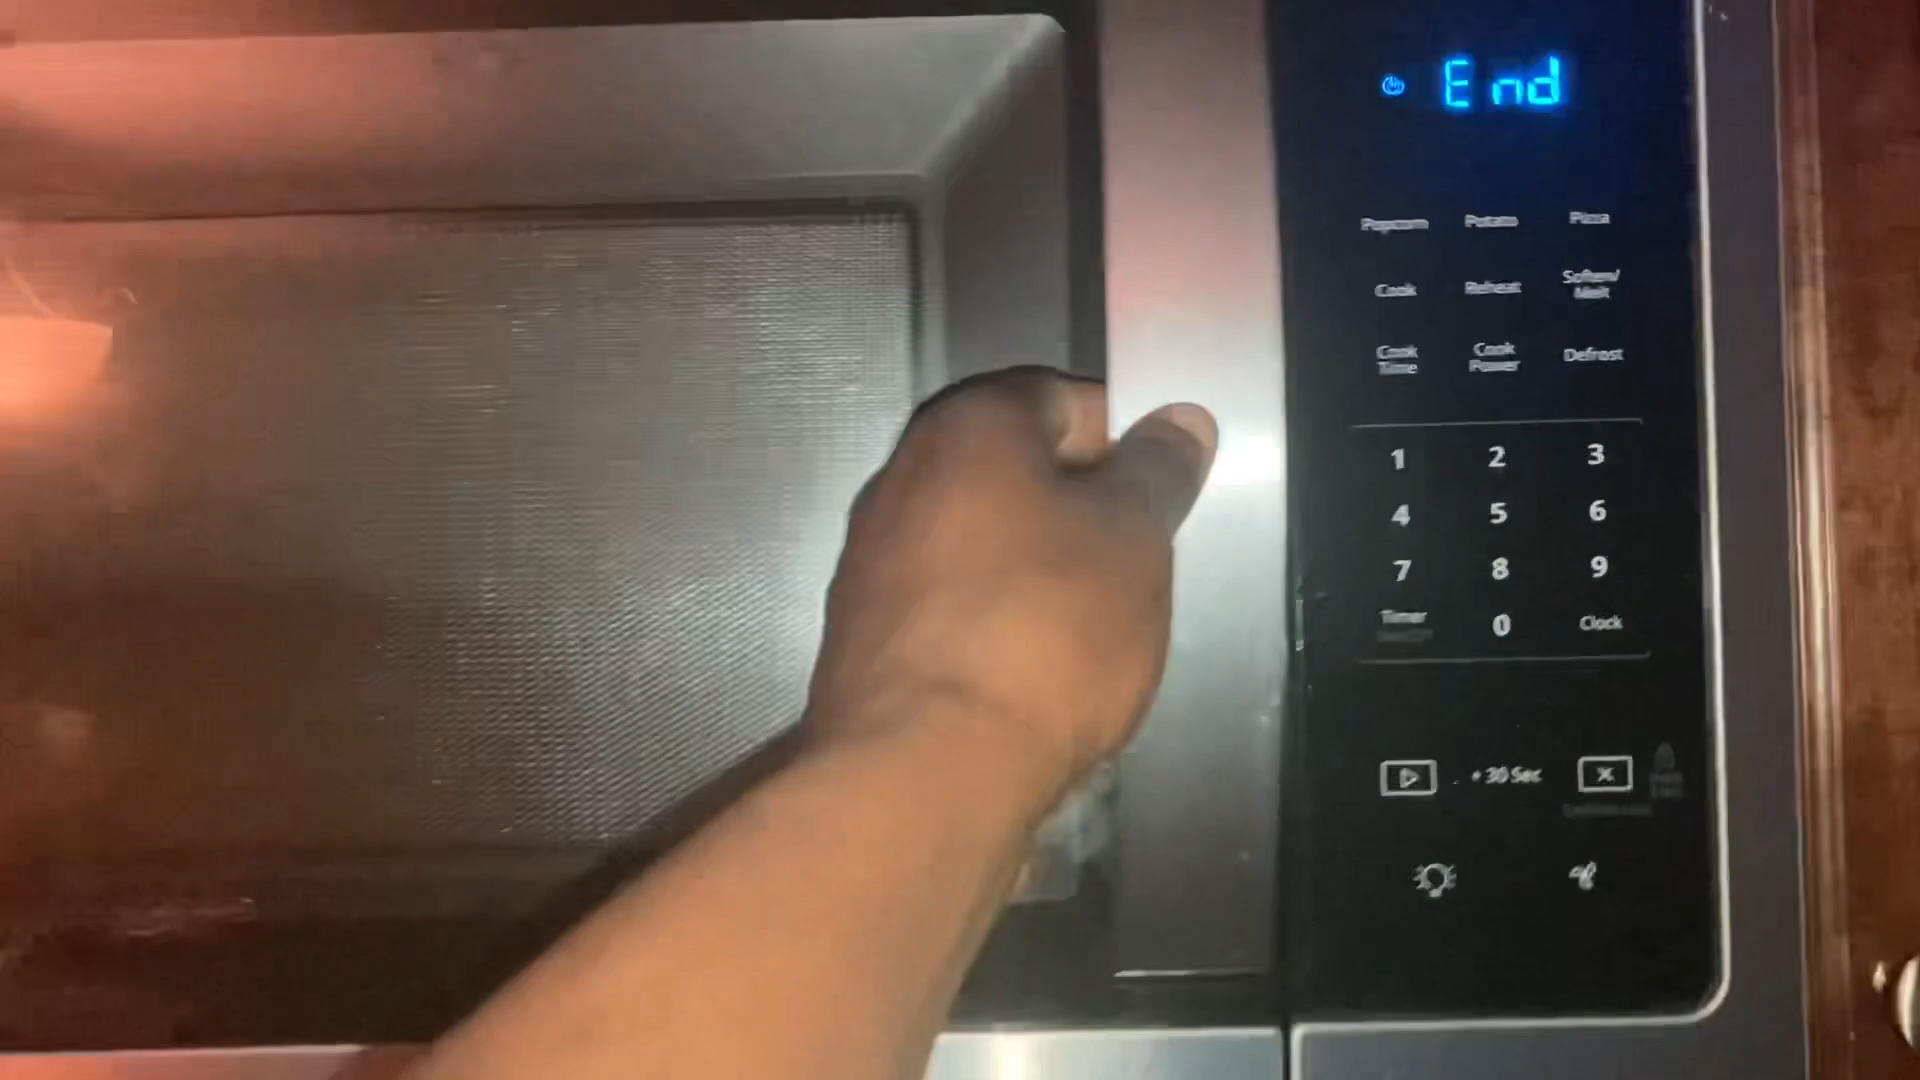 End
Popcorn Potato Pizza
Cook Reheat Soften/
Melt
Cook Cook Defrost
Time Power
1 2 3
4 5 6
7 8 9
Timer 0 Clock
+30 Sec